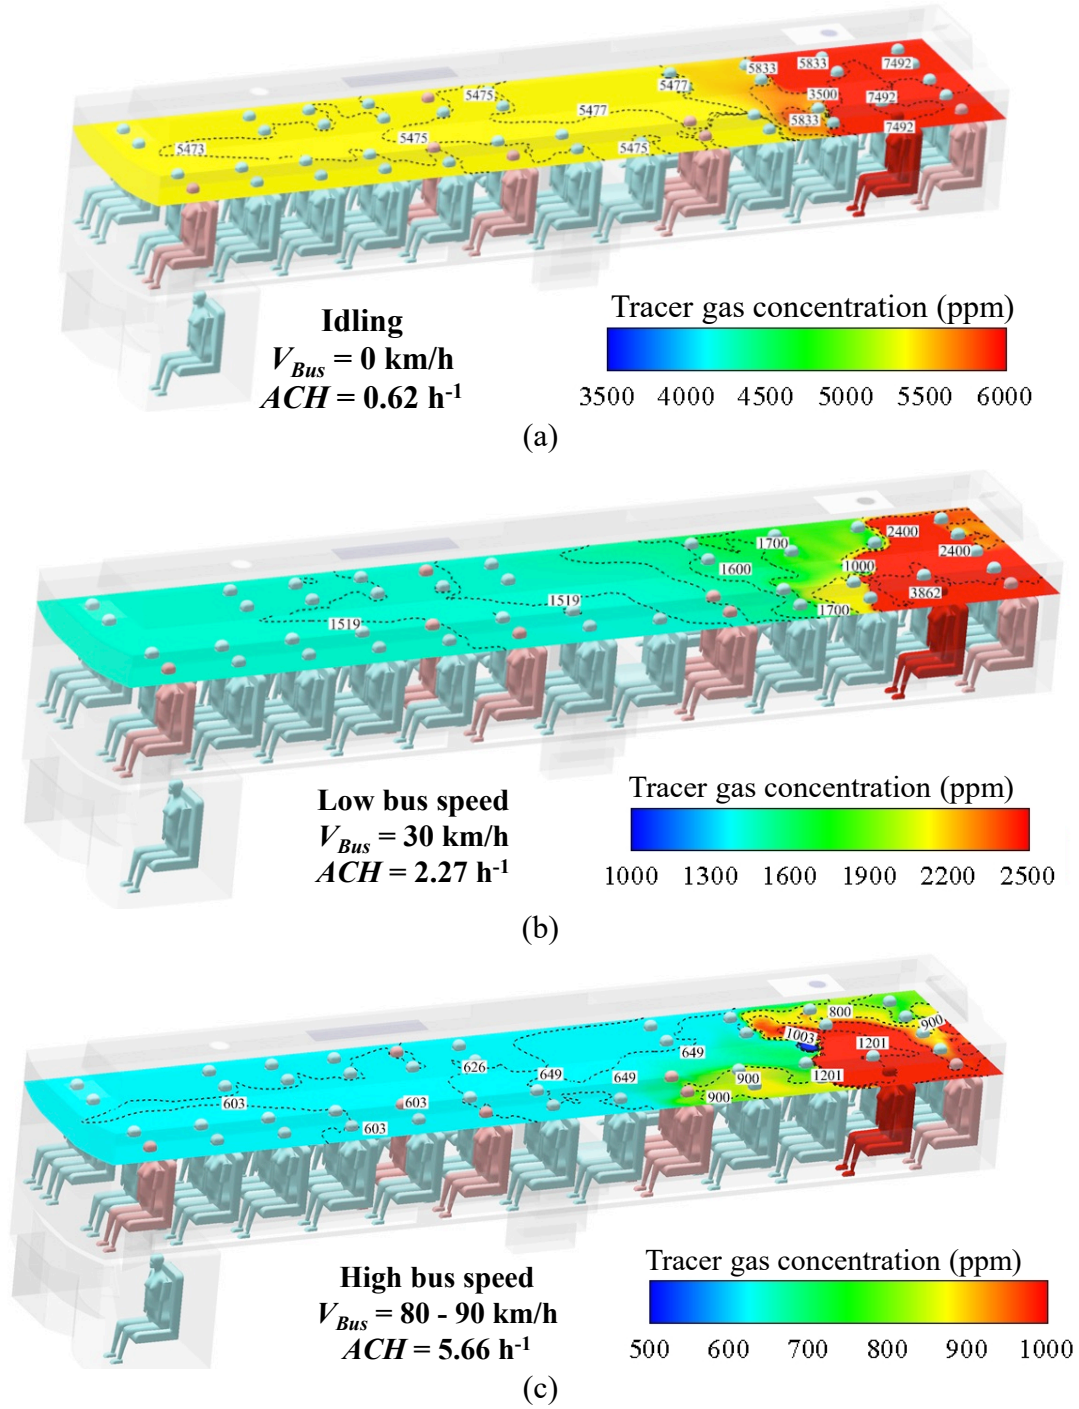 5833 5833 7492
5477 5475 3500 7492
5477 5833 7492
5473 5475 5475
Idling
V_Bus = 0 km/h
ACH = 0.62 h⁻¹
Tracer gas concentration (ppm)
3500 4000 4500 5000 5500 6000
(a)
1700 2400
2400
1600 1000
3862
1519 1519 1700
Low bus speed
V_Bus = 30 km/h
ACH = 2.27 h⁻¹
Tracer gas concentration (ppm)
1000 1300 1600 1900 2200 2500
(b)
800 900
1003 1201
626 649 649
649 900 1201
603 603 900
603
High bus speed
V_Bus = 80 - 90 km/h
ACH = 5.66 h⁻¹
Tracer gas concentration (ppm)
500 600 700 800 900 1000
(c)